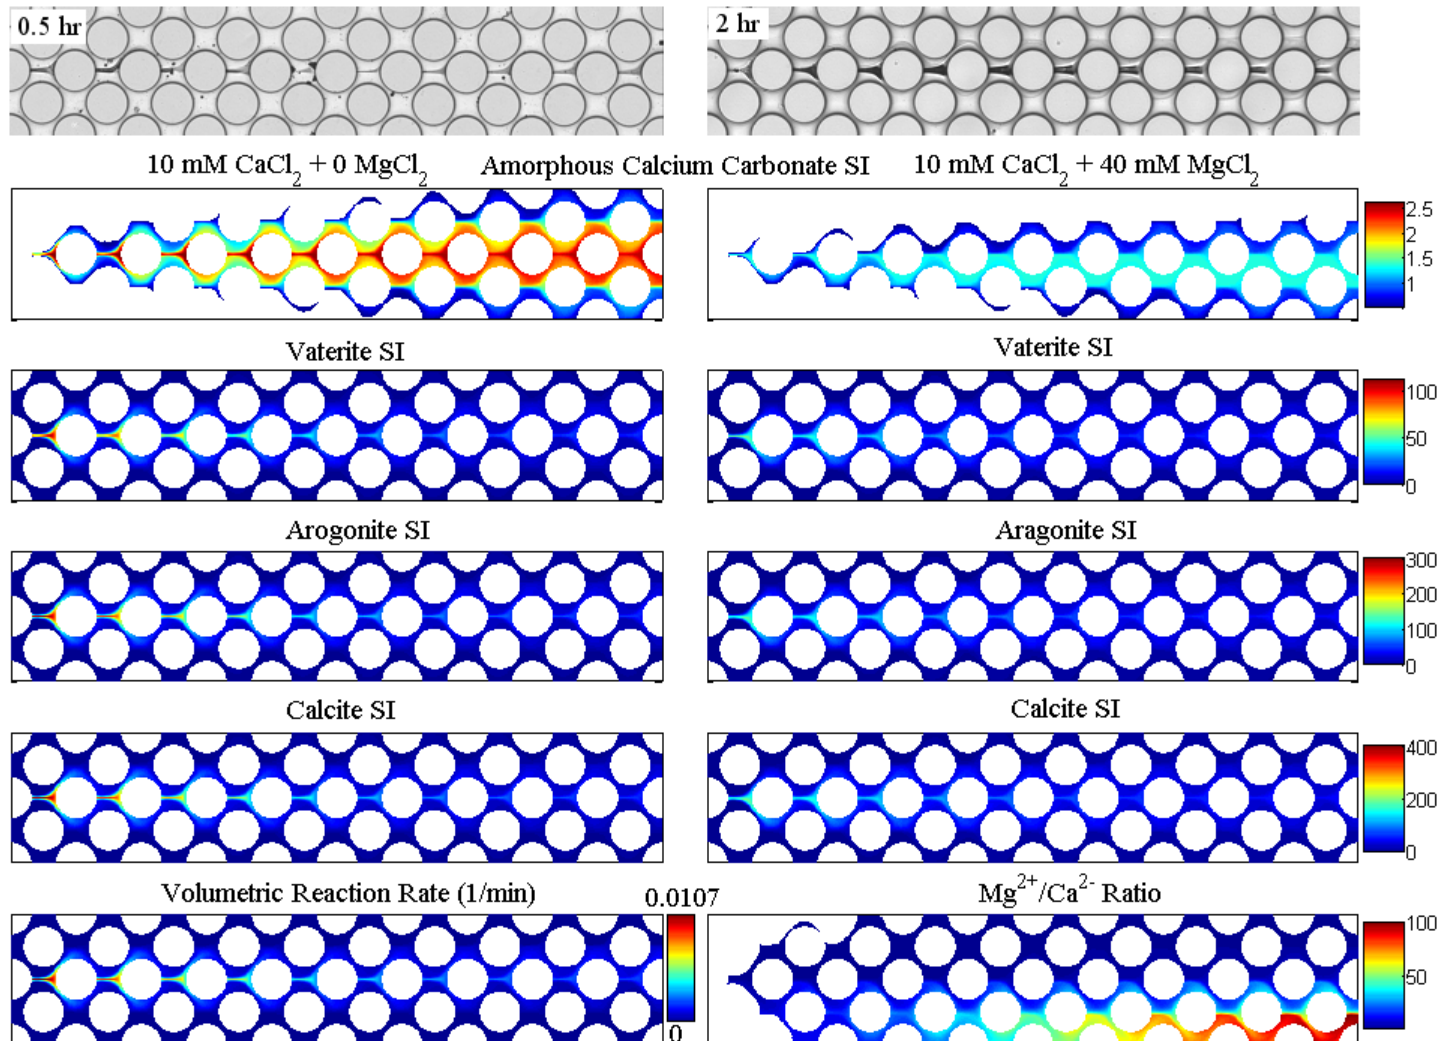 0.5 hr
2 hr
10 mM CaCl2 + 0 MgCl2
Amorphous Calcium Carbonate SI
10 mM CaCl2 + 40 mM MgCl2
2.5
2
1.5
1
Vaterite SI
Vaterite SI
100
50
0
Arogonite SI
Aragonite SI
300
200
100
0
Calcite SI
Calcite SI
400
200
0
Volumetric Reaction Rate (1/min)
0.0107
0
Mg2+/Ca2- Ratio
100
50